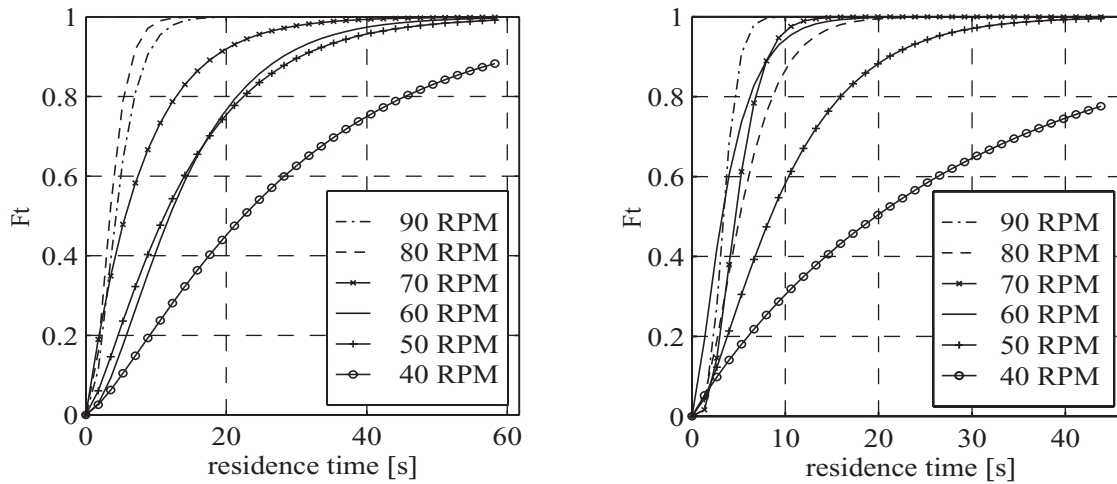 1
0.8
0.6
0.4
0.2
0
Ft
0 20 40 60
residence time [s]
90 RPM
80 RPM
70 RPM
60 RPM
50 RPM
40 RPM
1
0.8
0.6
0.4
0.2
0
Ft
0 10 20 30 40
residence time [s]
90 RPM
80 RPM
70 RPM
60 RPM
50 RPM
40 RPM